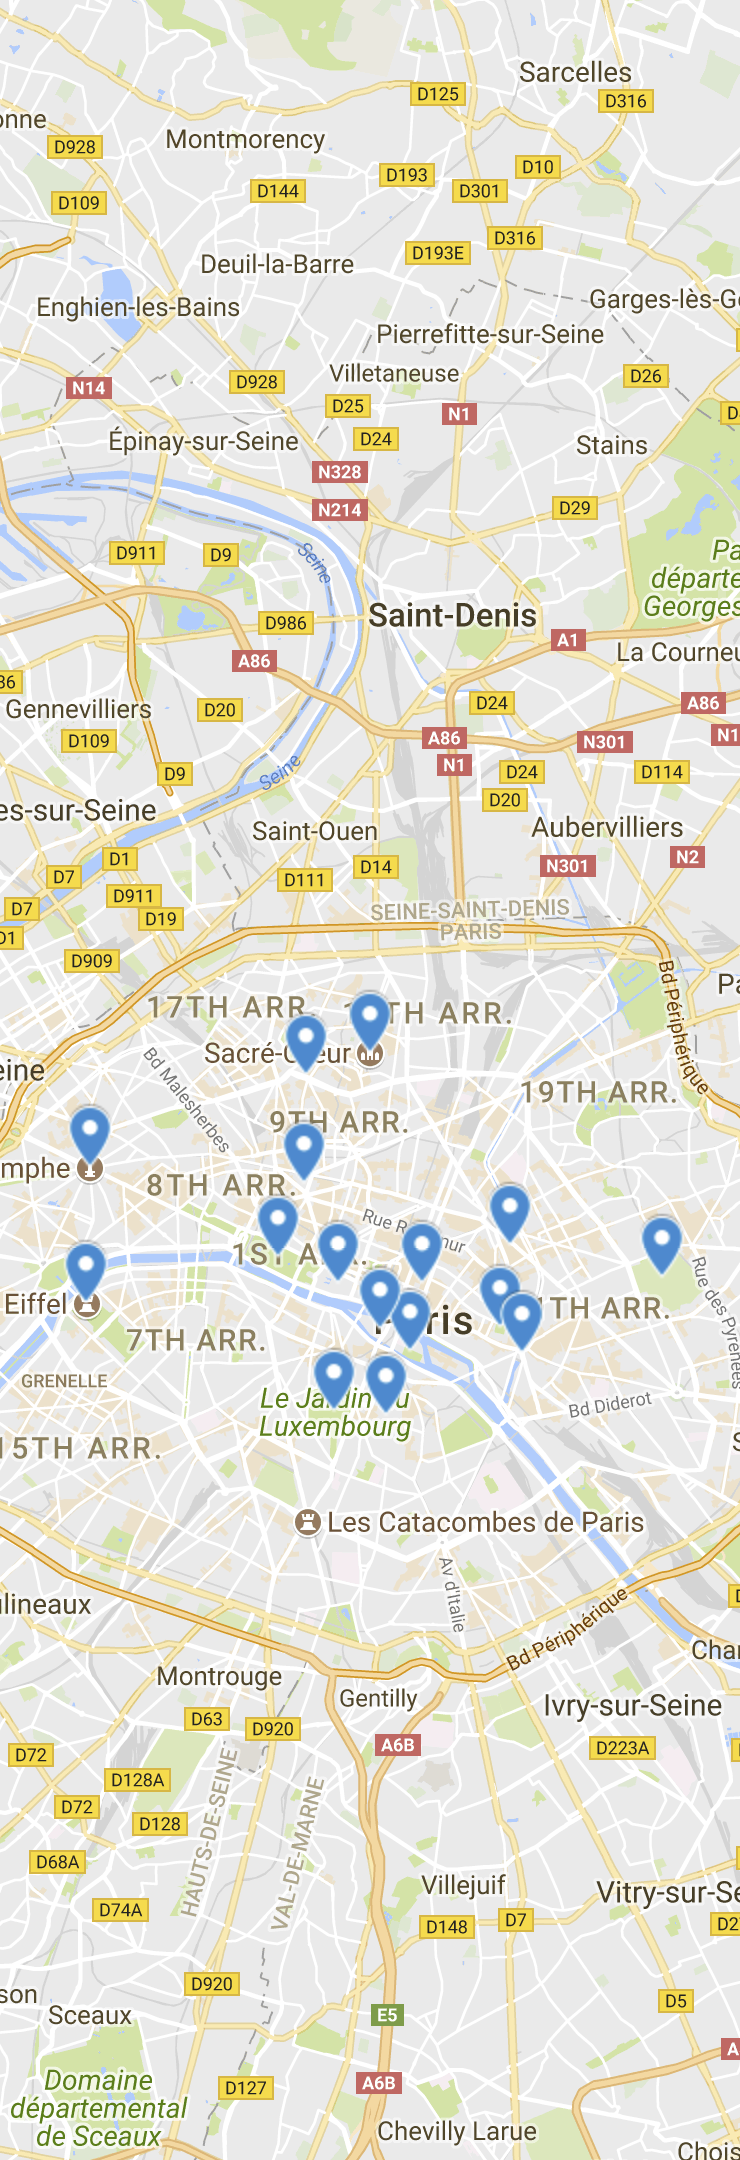 Sarcelles
D125
D316
onne
Montmorency
D928
D193
D10
D144
D301
D109
D316
D193E
Deuil-la-Barre
Enghien-les-Bains
Garges-lès-G
Pierrefitte-sur-Seine
Villetaneuse
D26
N14
D928
D25
N1
D
Épinay-sur-Seine
D24
Stains
N328
N214
D29
Seine
Pa
départe
Georges
D911
D9
D986
Saint-Denis
A1
La Courneu
A86
36
Gennevilliers
D20
D24
A86
D109
A86
N301
N1
N1
D9
Seine
D24
D114
D20
es-sur-Seine
Saint-Ouen
Aubervilliers
D1
D14
N301
N2
D7
D111
D911
D7
D19
SEINE-SAINT-DENIS
PARIS
D1
D909
Bd Périphérique
Pa
17TH ARR.
TH ARR.
Sacré-C eur
eine
Bd Malesherbes
19TH ARR.
9TH ARR.
mphe
8TH ARR.
Rue R mur
1ST A R.
Rue des Pyrénées
Eiffel
Paris
1TH ARR.
7TH ARR.
GRENELLE
Le Jardin du
Luxembourg
Bd Diderot
15TH ARR.
S
Les Catacombes de Paris
Av d'Italie
lineaux
Bd Périphérique
D
Char
Montrouge
Gentilly
Ivry-sur-Seine
D63
D920
A6B
D223A
D72
D128A
D72
D128
HAUTS-DE-SEINE
VAL-DE-MARNE
D68A
Villejuif
Vitry-sur-Se
D74A
D148
D7
D2
D920
son
Sceaux
E5
D5
A
Domaine
départemental
de Sceaux
D127
A6B
Chevilly Larue
Chois